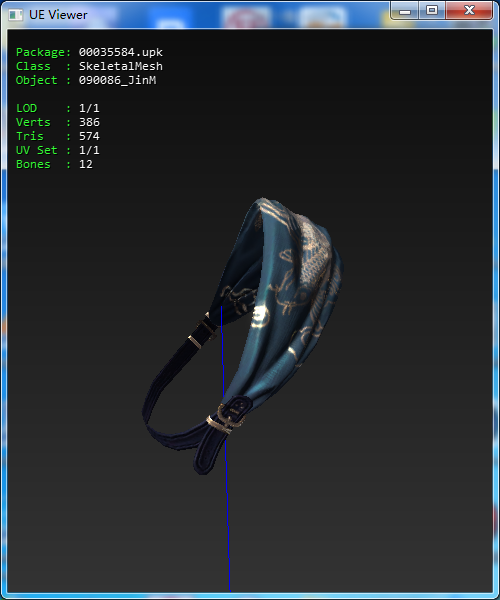 UE Viewer
Package: 00035584.upk
Class : SkeletalMesh
Object : 090086_JinM
LOD : 1/1
Verts : 386
Tris : 574
UV Set : 1/1
Bones : 12